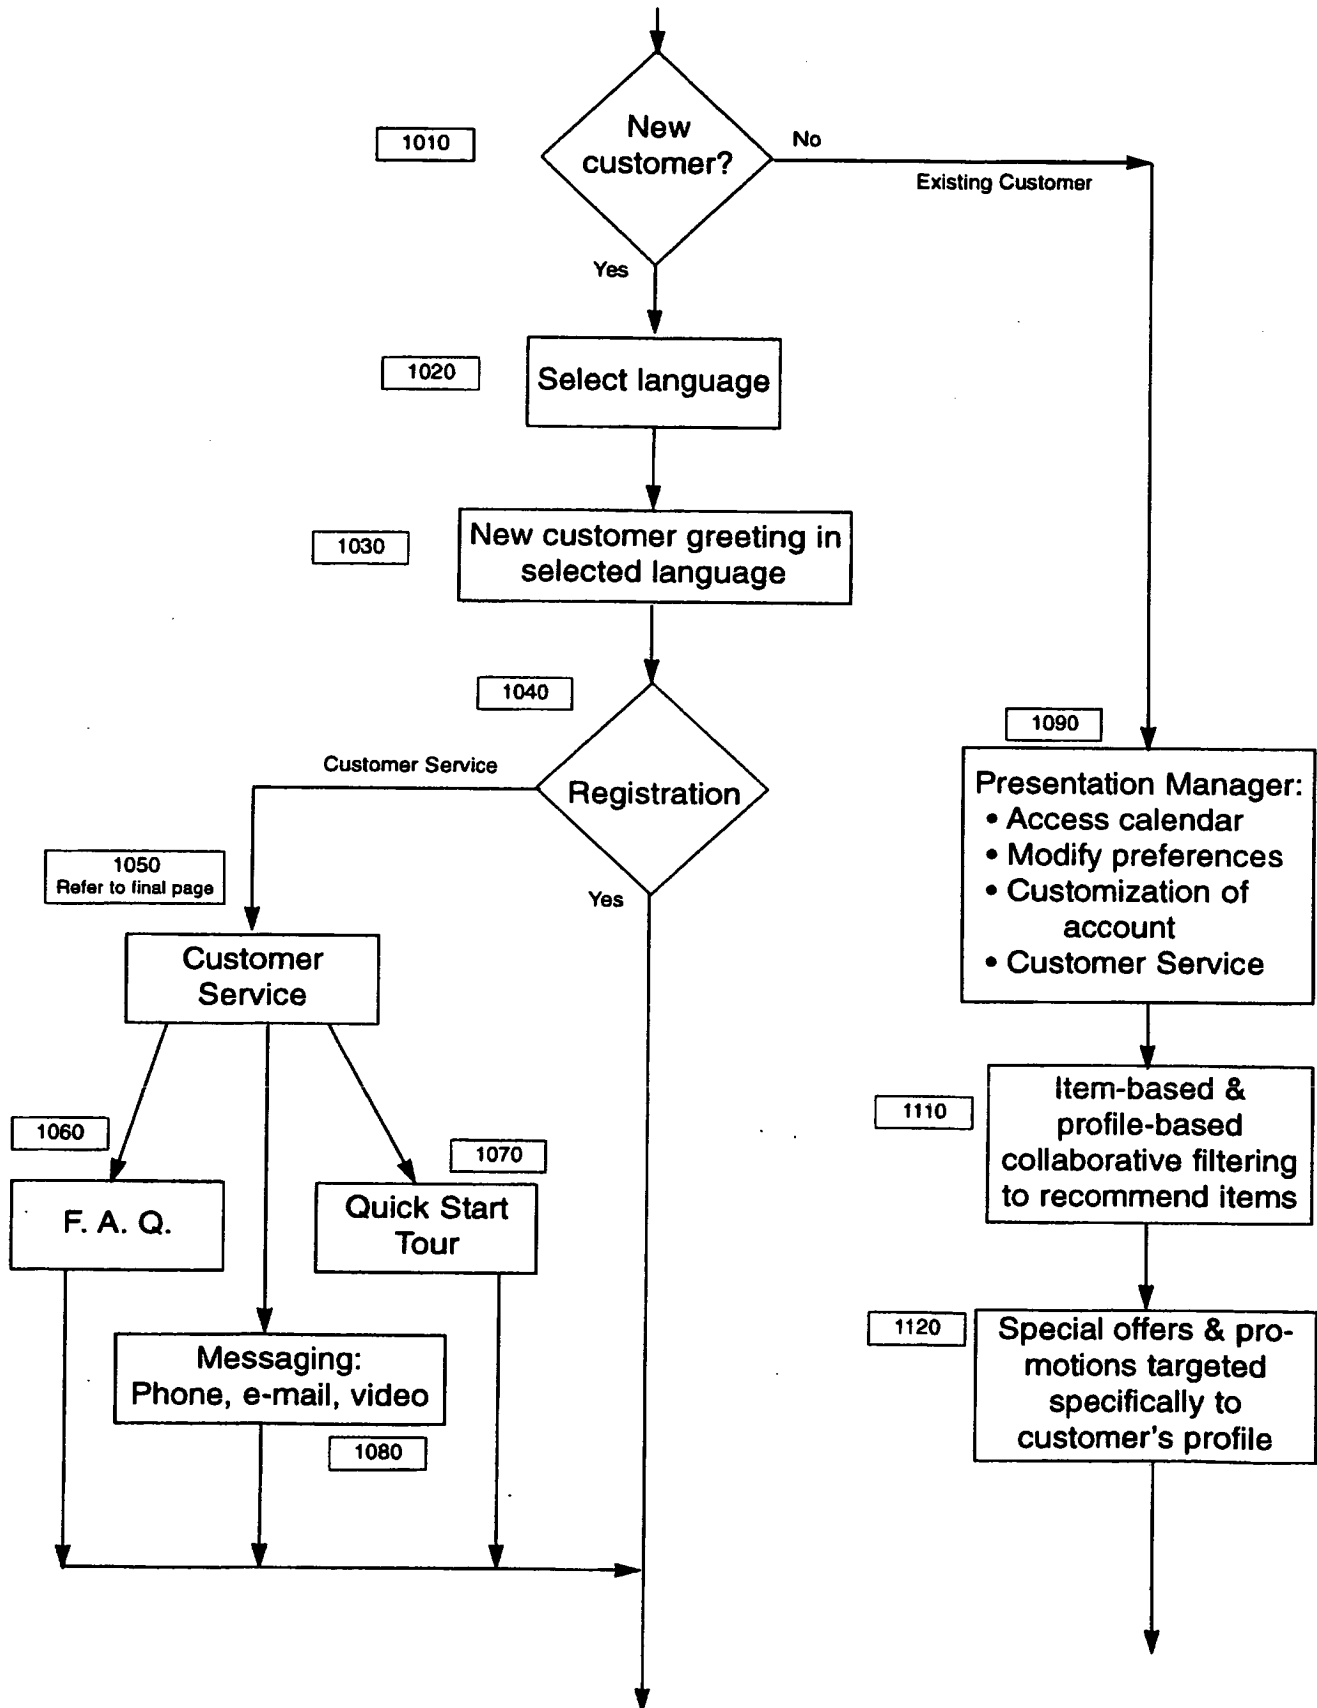 1010
New
customer?
No
Existing Customer
Yes
1020
Select language
1030
New customer greeting in
selected language
1040
Customer Service
Registration
Yes
1050
Refer to final page
Customer
Service
1060
F. A. Q.
1070
Quick Start
Tour
Messaging:
Phone, e-mail, video
1080
1090
Presentation Manager:
• Access calendar
• Modify preferences
• Customization of
account
• Customer Service
1110
Item-based &
profile-based
collaborative filtering
to recommend items
1120
Special offers & pro-
motions targeted
specifically to
customer's profile